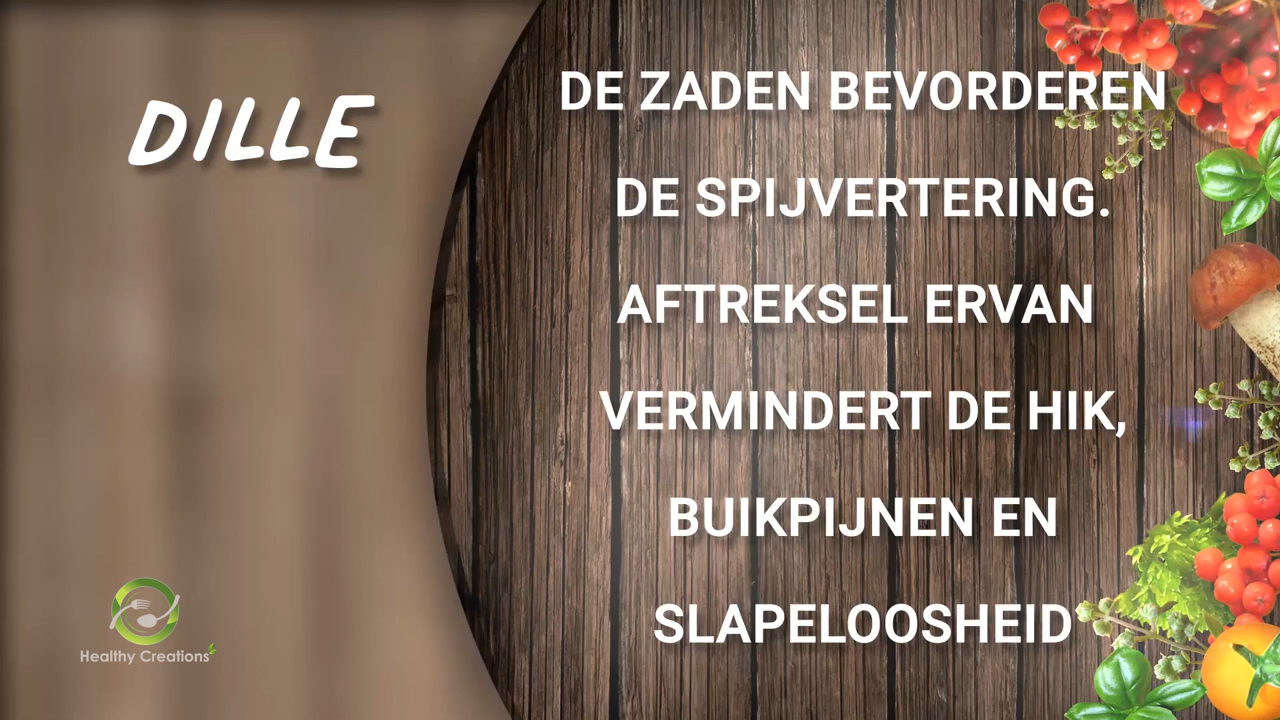 DILLE
DE ZADEN BEVORDEREN
DE SPIJVERTERING.
AFTREKSEL ERVAN
VERMINDERT DE HIK,
BUIKPIJNEN EN
SLAPELOOSHEID
Healthy Creations